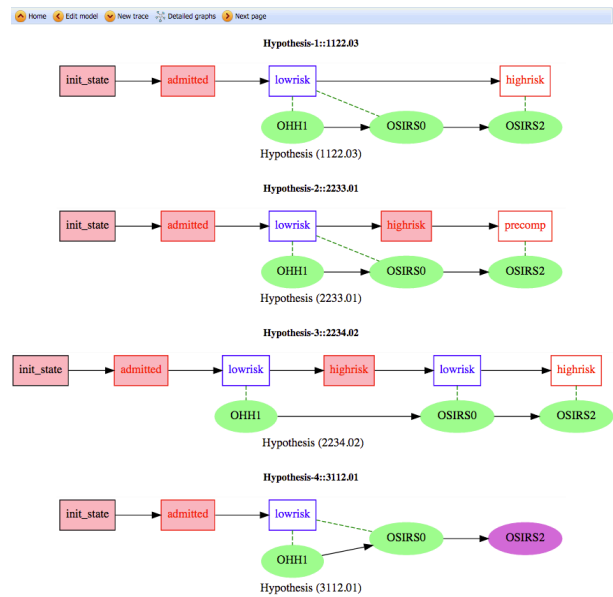 Home Edit model New trace Detailed graphs Next page
Hypothesis-1::1122.03
init_state admitted lowrisk highrisk
OHH1 OSIRS0 OSIRS2
Hypothesis (1122.03)
Hypothesis-2::2233.01
init_state admitted lowrisk highrisk precomp
OHH1 OSIRS0 OSIRS2
Hypothesis (2233.01)
Hypothesis-3::2234.02
init_state admitted lowrisk highrisk lowrisk highrisk
OHH1 OSIRS0 OSIRS2
Hypothesis (2234.02)
Hypothesis-4::3112.01
init_state admitted lowrisk
OSIRS0 OSIRS2
OHH1
Hypothesis (3112.01)